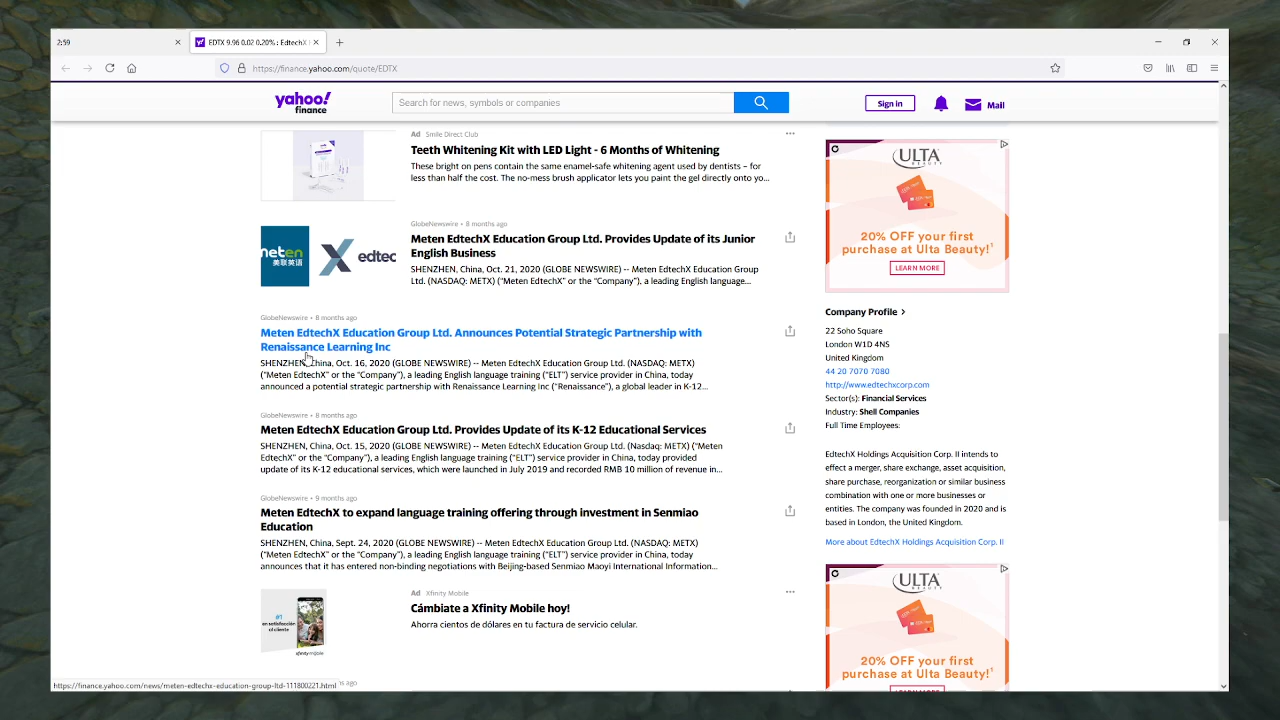 2:59
EDTX 9.96 0.02 0.20% : EdtechX
https://finance.yahoo.com/quote/EDTX
yahoo!
finance
Search for news, symbols or companies
Sign in
Mail
Ad Smile Direct Club
Teeth Whitening Kit with LED Light - 6 Months of Whitening
These bright on pens contain the same enamel-safe whitening agent used by dentists – for
less than half the cost. The no-mess brush applicator lets you paint the gel directly onto yo...
GlobeNewswire • 8 months ago
Meten EdtechX Education Group Ltd. Provides Update of its Junior
English Business
SHENZHEN, China, Oct. 21, 2020 (GLOBE NEWSWIRE) -- Meten EdtechX Education Group
Ltd. (NASDAQ: METX) (“Meten EdtechX” or the “Company”), a leading English language...
neten
美联英语
edtec
GlobeNewswire • 8 months ago
Meten EdtechX Education Group Ltd. Announces Potential Strategic Partnership with
Renaissance Learning Inc
SHENZHEN, China, Oct. 16, 2020 (GLOBE NEWSWIRE) -- Meten EdtechX Education Group Ltd. (NASDAQ: METX)
(“Meten EdtechX” or the “Company”), a leading English language training (“ELT”) service provider in China, today
announced a potential strategic partnership with Renaissance Learning Inc (“Renaissance”), a global leader in K-12...
GlobeNewswire • 8 months ago
Meten EdtechX Education Group Ltd. Provides Update of its K-12 Educational Services
SHENZHEN, China, Oct. 15, 2020 (GLOBE NEWSWIRE) -- Meten EdtechX Education Group Ltd. (Nasdaq: METX) (“Meten
EdtechX” or the “Company”), a leading English language training (“ELT”) service provider in China, today provided
update of its K-12 educational services, which were launched in July 2019 and recorded RMB 10 million of revenue in...
GlobeNewswire • 9 months ago
Meten EdtechX to expand language training offering through investment in Senmiao
Education
SHENZHEN, China, Sept. 24, 2020 (GLOBE NEWSWIRE) -- Meten EdtechX Education Group Ltd. (NASDAQ: METX)
(“Meten EdtechX” or the “Company”), a leading English language training (“ELT”) service provider in China, today
announces that it has entered non-binding negotiations with Beijing-based Senmiao Maoyi International Information...
Ad Xfinity Mobile
Cámbiate a Xfinity Mobile hoy!
Ahorra cientos de dólares en tu factura de servicio celular.
#1
en satisfacción
al cliente
xfinity mobile
https://finance.yahoo.com/news/meten-edtechx-education-group-ltd-111800221.html
hs ago
ULTA
BEAUTY
20% OFF your first
purchase at Ulta Beauty!¹
LEARN MORE
Company Profile
22 Soho Square
London W1D 4NS
United Kingdom
44 20 7070 7080
http://www.edtechxcorp.com
Sector(s): Financial Services
Industry: Shell Companies
Full Time Employees:
EdtechX Holdings Acquisition Corp. II intends to
effect a merger, share exchange, asset acquisition,
share purchase, reorganization or similar business
combination with one or more businesses or
entities. The company was founded in 2020 and is
based in London, the United Kingdom.
More about EdtechX Holdings Acquisition Corp. II
ULTA
BEAUTY
20% OFF your first
purchase at Ulta Beauty!¹
LEARN MORE